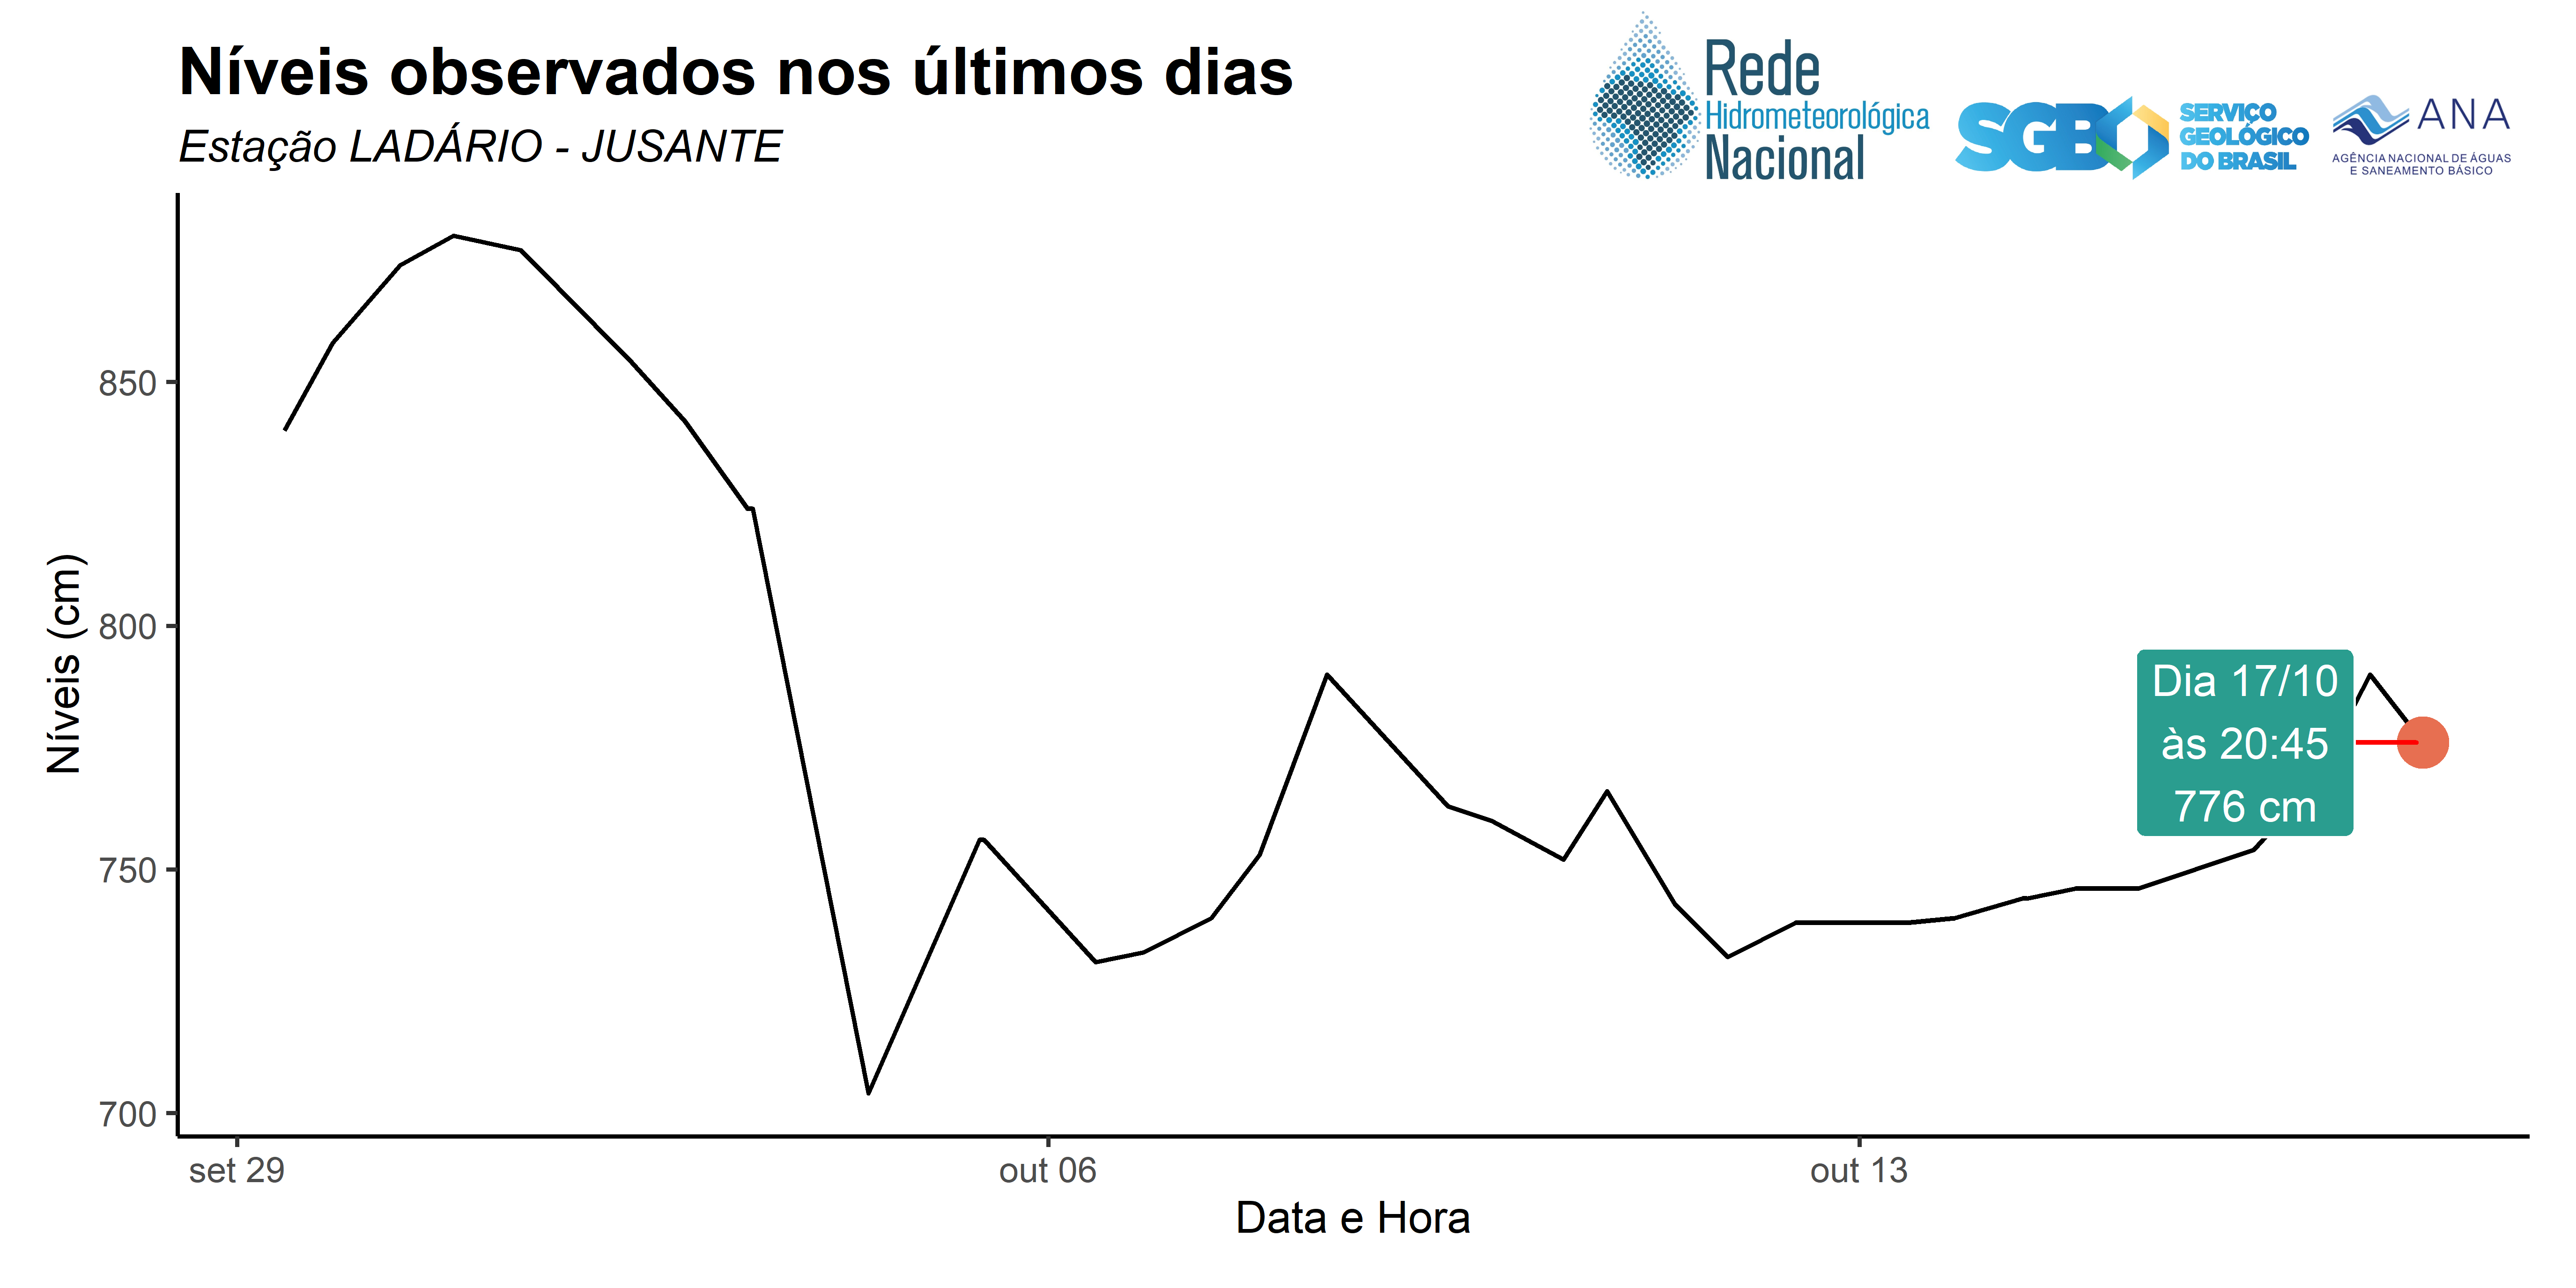 Níveis observados nos últimos dias
Estação LADÁRIO - JUSANTE
Rede
Hidrometeorológica
Nacional
SGB
SERVIÇO
GEOLÓGICO
DO BRASIL
ANA
AGÊNCIA NACIONAL DE ÁGUAS
E SANEAMENTO BÁSICO
Níveis (cm)
850
800
750
700
Dia 17/10
às 20:45
776 cm
set 29
out 06
out 13
Data e Hora